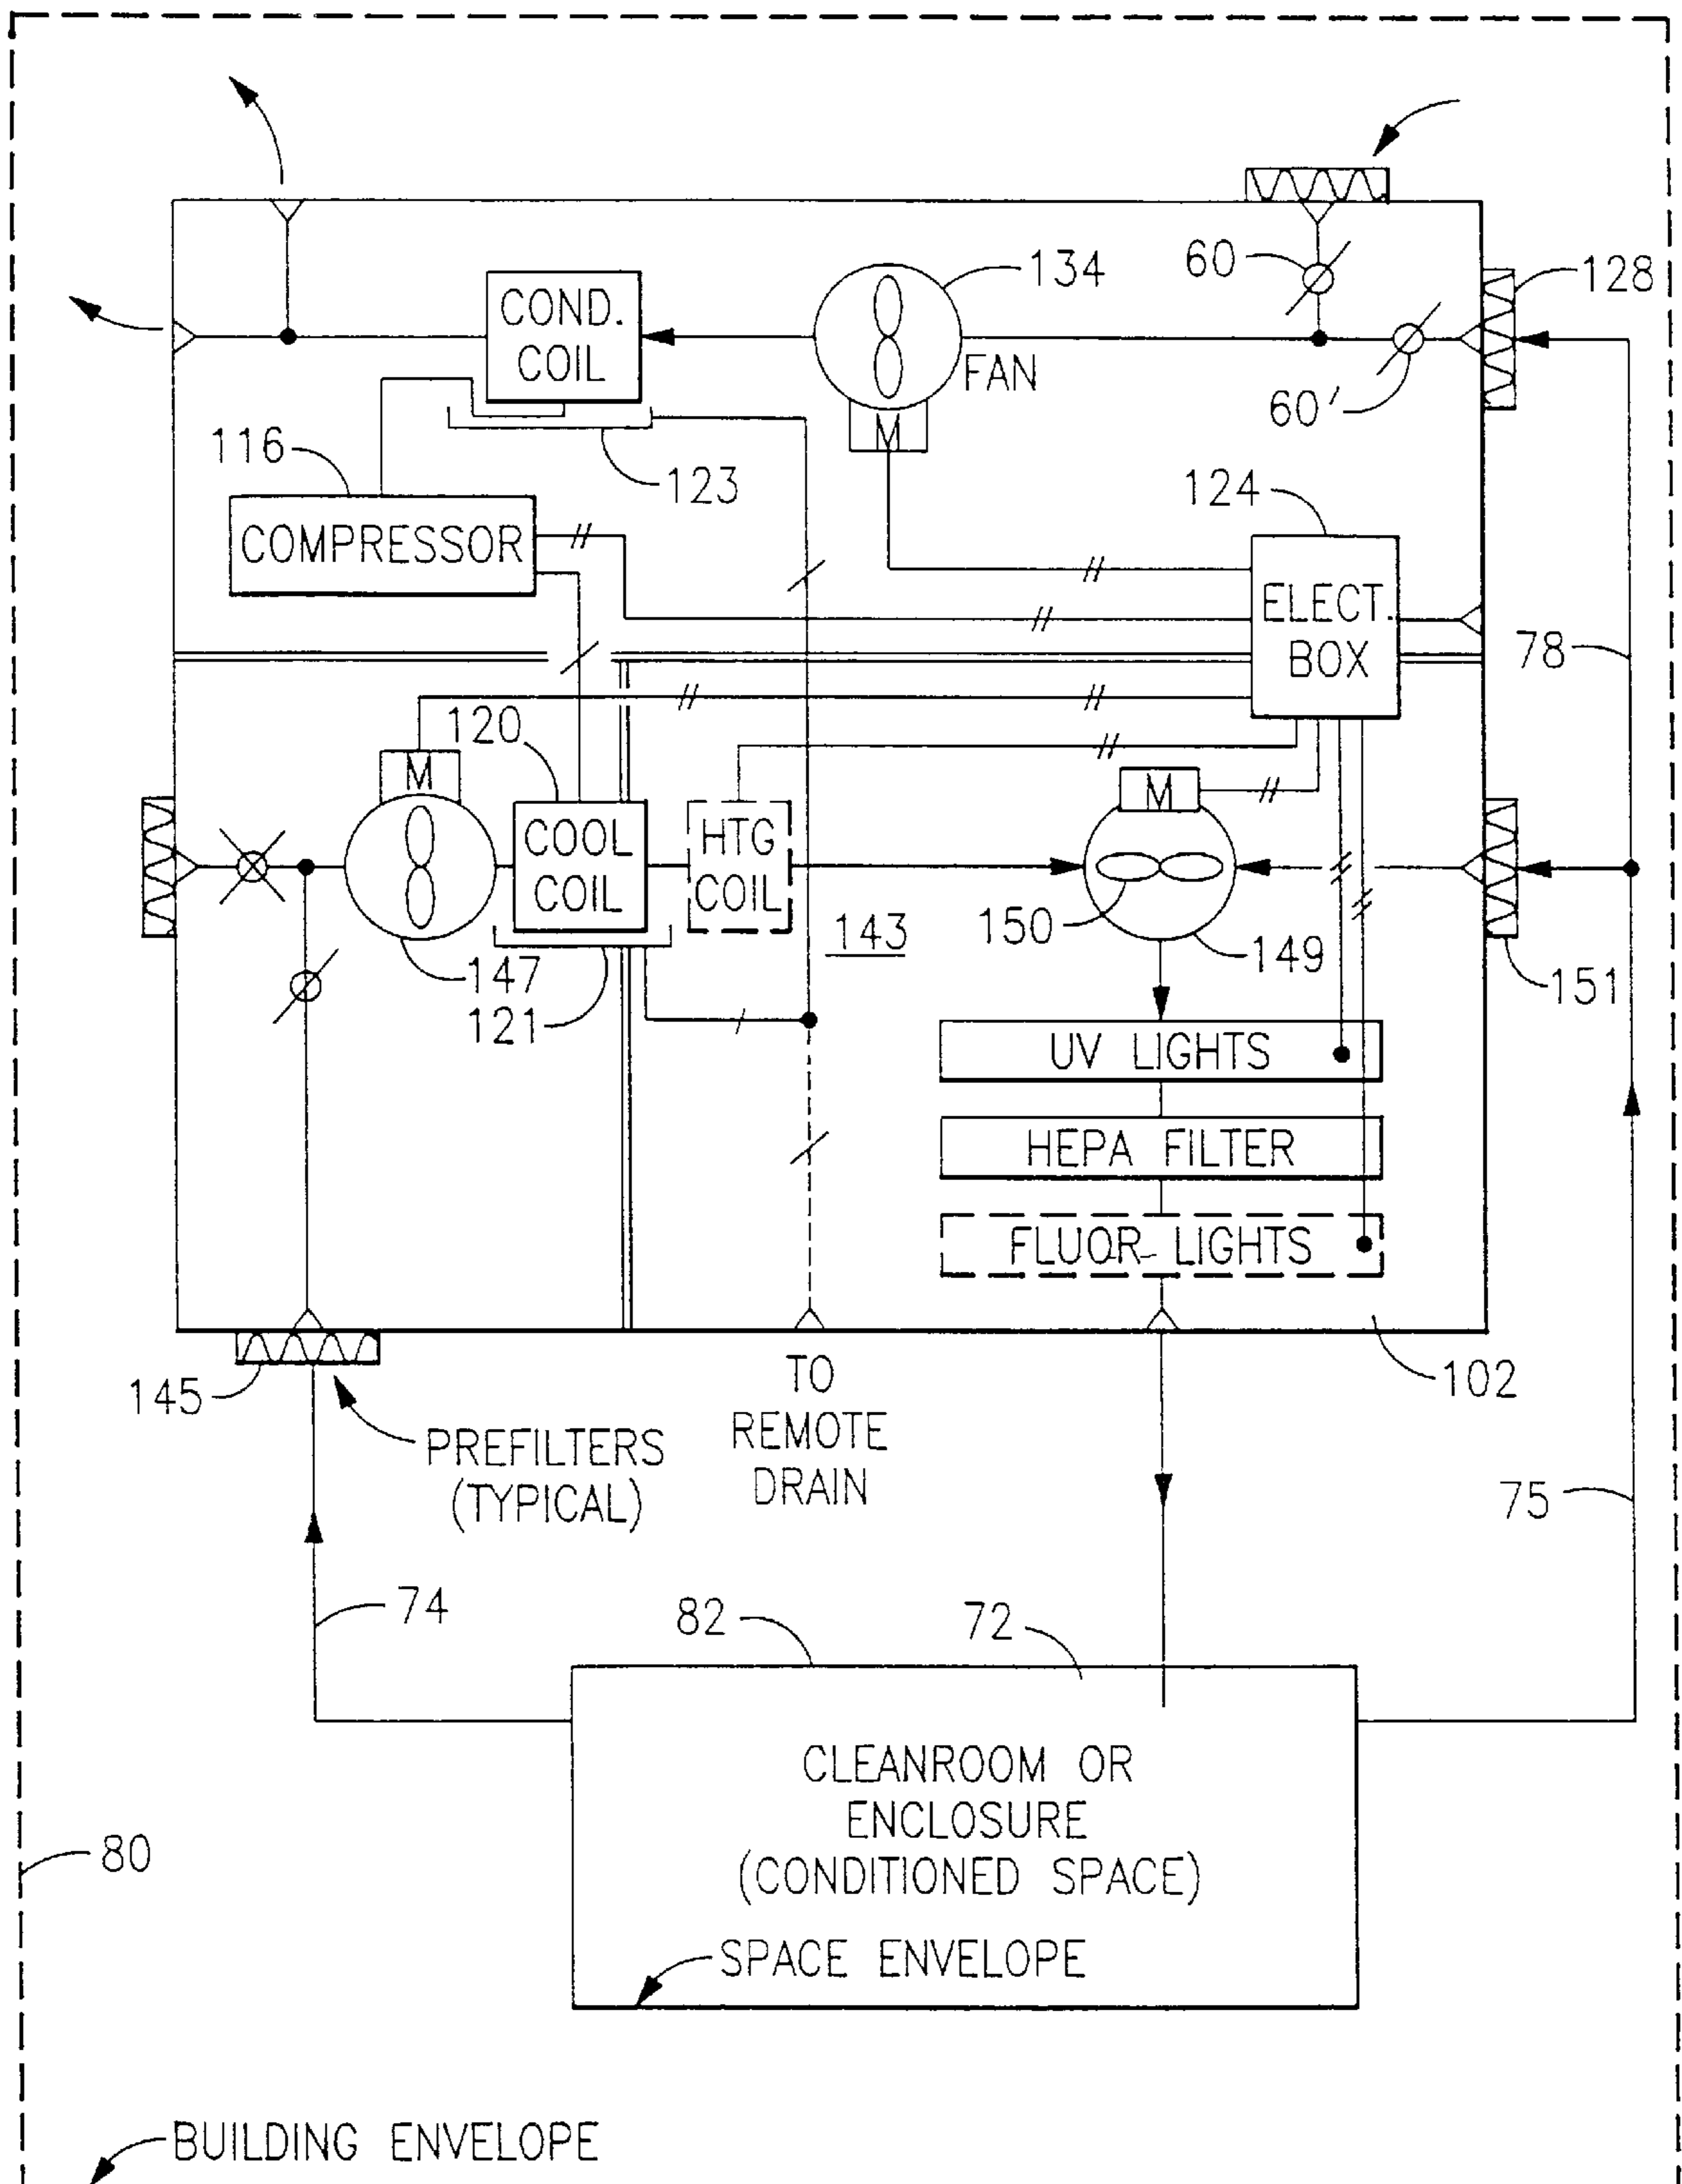 134
60
128
COND.
COIL
FAN
60'
116
123
124
M
COMPRESSOR
ELECT.
BOX
78
120
M
M
COOL
COIL
HTG
COIL
150
143
147
149
151
121
UV LIGHTS
HEPA FILTER
FLUOR LIGHTS
145
TO
REMOTE
DRAIN
102
PREFILTERS
(TYPICAL)
75
74
82
72
CLEANROOM OR
ENCLOSURE
(CONDITIONED SPACE)
80
SPACE ENVELOPE
BUILDING ENVELOPE